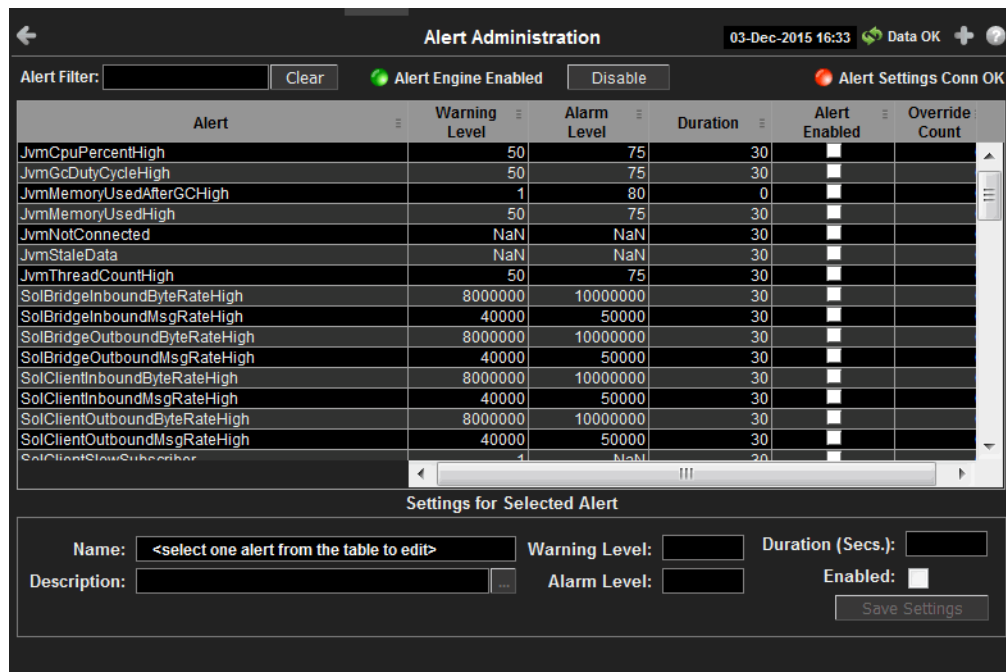 Alert Administration 03-Dec-2015 16:33 Data OK
Alert Filter: Clear Alert Engine Enabled Disable Alert Settings Conn OK
Alert Warning Level Alarm Level Duration Alert Enabled Override Count
JvmCpuPercentHigh 50 75 30
JvmGcDutyCycleHigh 50 75 30
JvmMemoryUsedAfterGCHigh 1 80 0
JvmMemoryUsedHigh 50 75 30
JvmNotConnected NaN NaN 30
JvmStaleData NaN NaN 30
JvmThreadCountHigh 50 75 30
SolBridgeInboundByteRateHigh 8000000 10000000 30
SolBridgeInboundMsgRateHigh 40000 50000 30
SolBridgeOutboundByteRateHigh 8000000 10000000 30
SolBridgeOutboundMsgRateHigh 40000 50000 30
SolClientInboundByteRateHigh 8000000 10000000 30
SolClientInboundMsgRateHigh 40000 50000 30
SolClientOutboundByteRateHigh 8000000 10000000 30
SolClientOutboundMsgRateHigh 40000 50000 30
SolClientSlowSubscriber 1 NaN 30
Settings for Selected Alert
Name: <select one alert from the table to edit> Warning Level: Duration (Secs.):
Description: ... Alarm Level: Enabled:
Save Settings